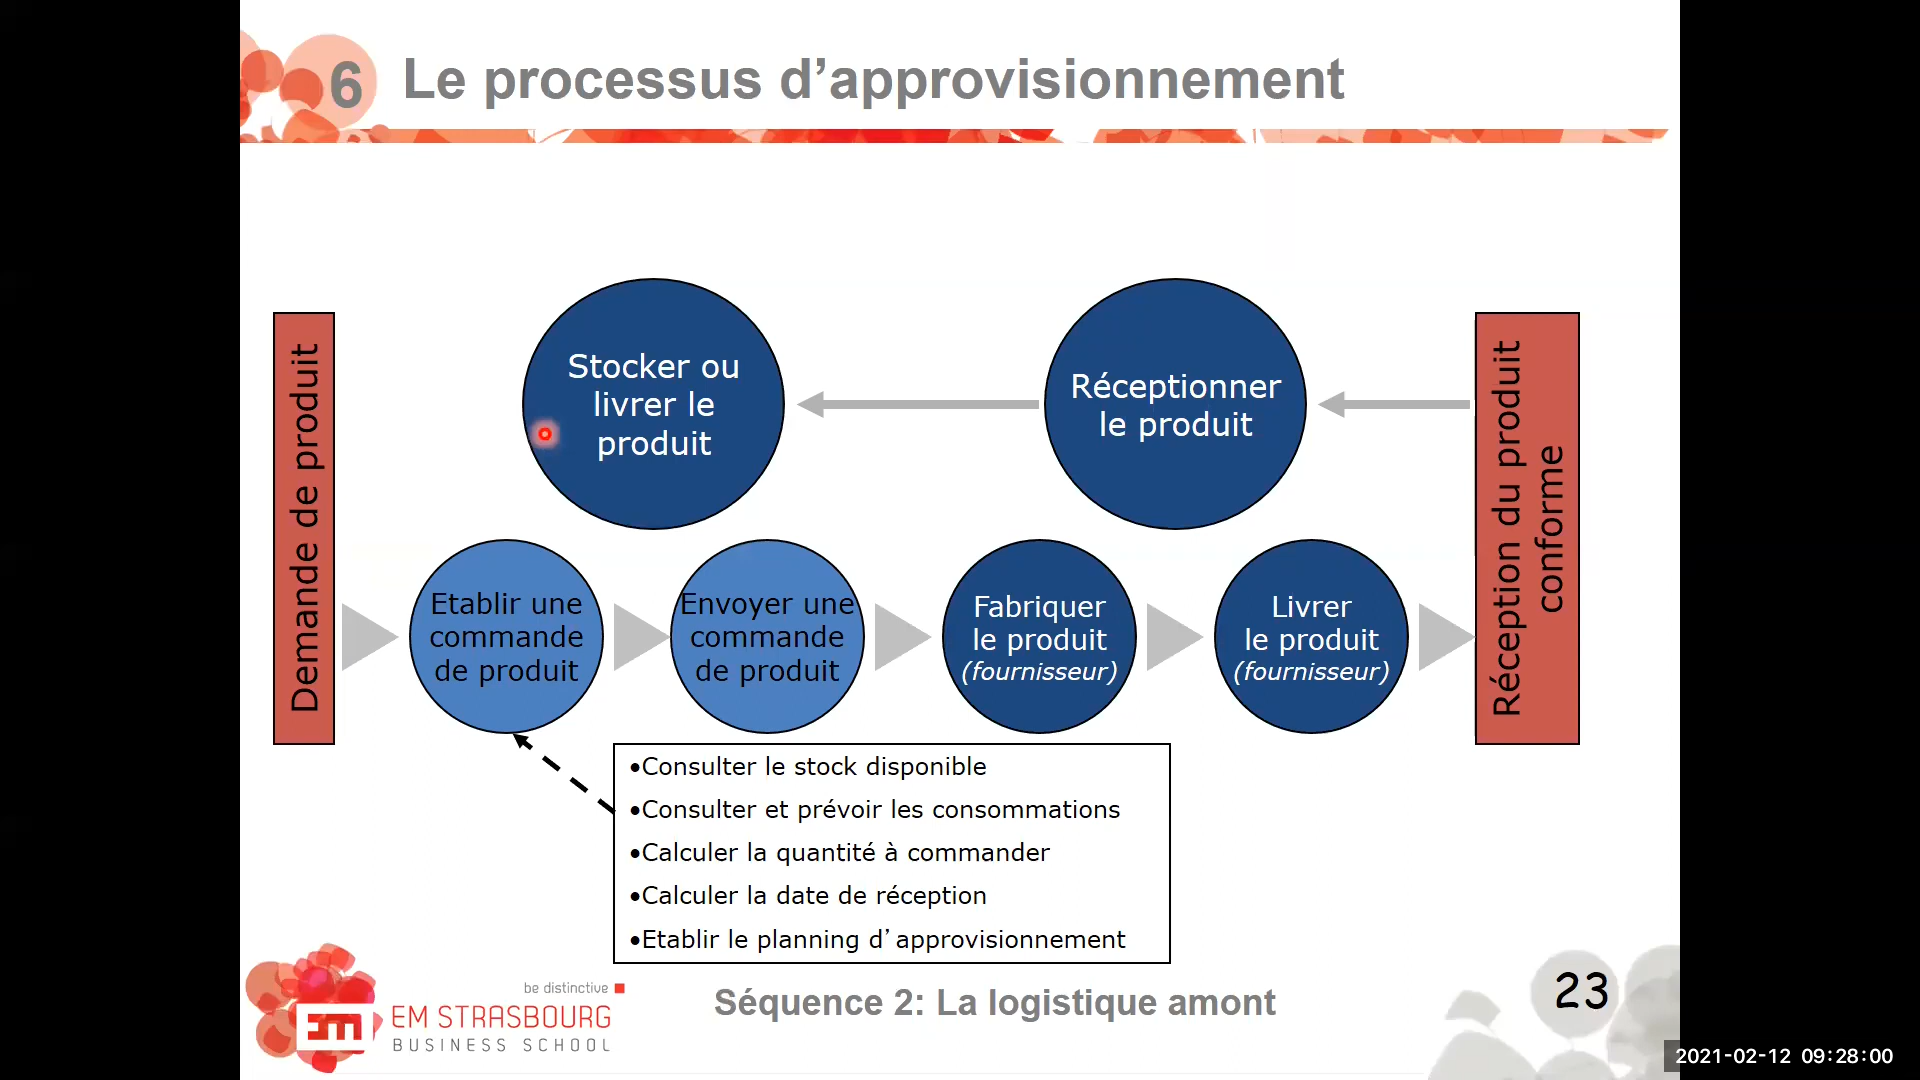 6 Le processus d’approvisionnement
Demande de produit
Stocker ou
livrer le
produit
Réceptionner
le produit
Réception du produit
conforme
Etablir une
commande
de produit
Envoyer une
commande
de produit
Fabriquer
le produit
(fournisseur)
Livrer
le produit
(fournisseur)
•Consulter le stock disponible
•Consulter et prévoir les consommations
•Calculer la quantité à commander
•Calculer la date de réception
•Etablir le planning d’approvisionnement
be distinctive
em
EM STRASBOURG
BUSINESS SCHOOL
Séquence 2: La logistique amont
23
2021-02-12 09:28:00